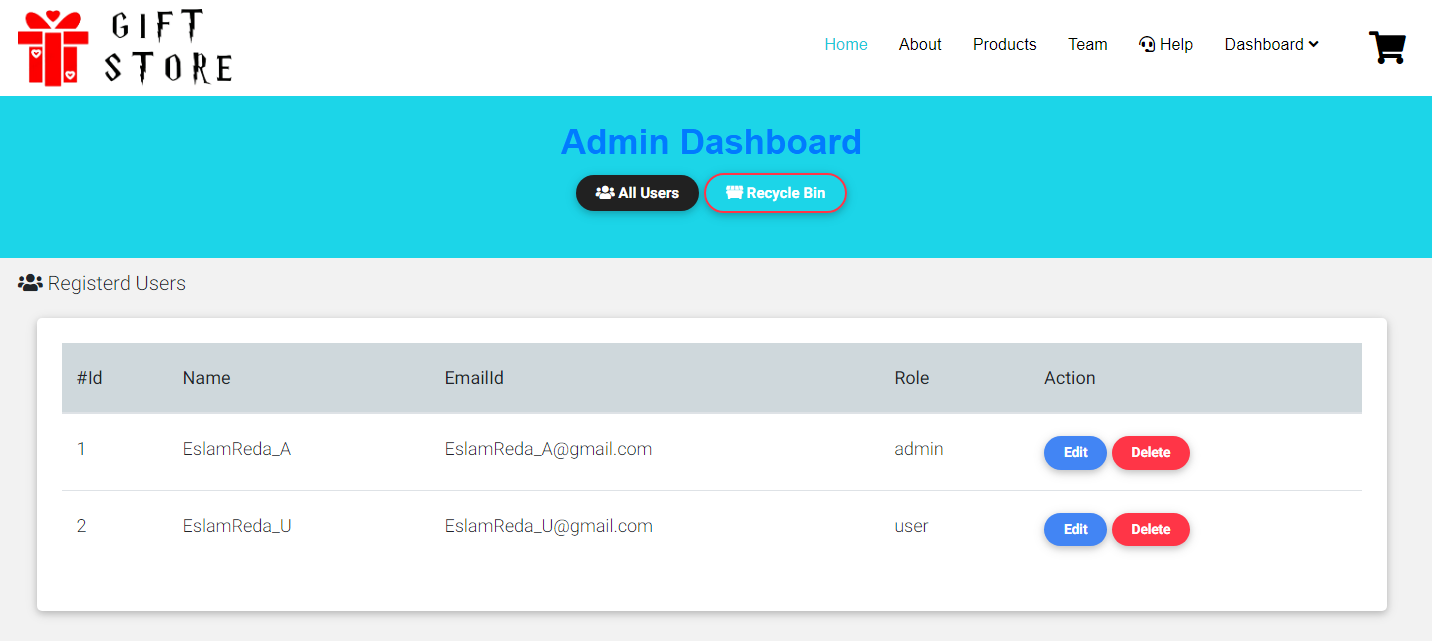 GIFT
STORE
Home About Products Team Help Dashboard
Admin Dashboard
All Users Recycle Bin
Registerd Users
#Id Name EmailId Role Action
1 EslamReda_A EslamReda_A@gmail.com admin Edit Delete
2 EslamReda_U EslamReda_U@gmail.com user Edit Delete